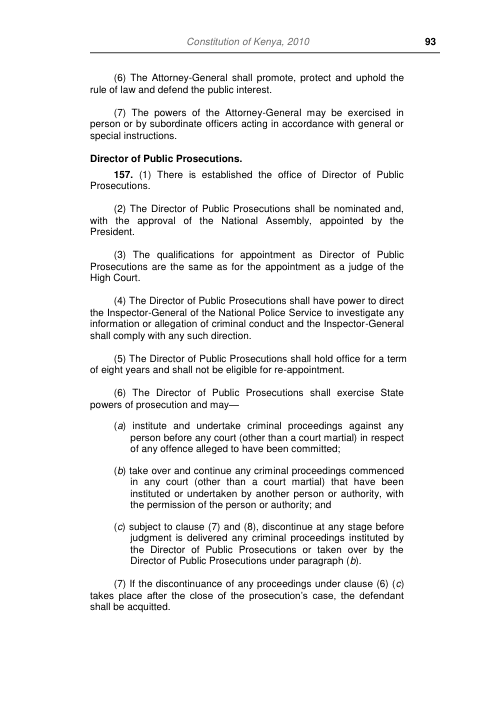 Constitution of Kenya, 2010 93
(6) The Attorney-General shall promote, protect and uphold the
rule of law and defend the public interest.
(7) The powers of the Attorney-General may be exercised in
person or by subordinate officers acting in accordance with general or
special instructions.
Director of Public Prosecutions.
157. (1) There is established the office of Director of Public
Prosecutions.
(2) The Director of Public Prosecutions shall be nominated and,
with the approval of the National Assembly, appointed by the
President.
(3) The qualifications for appointment as Director of Public
Prosecutions are the same as for the appointment as a judge of the
High Court.
(4) The Director of Public Prosecutions shall have power to direct
the Inspector-General of the National Police Service to investigate any
information or allegation of criminal conduct and the Inspector-General
shall comply with any such direction.
(5) The Director of Public Prosecutions shall hold office for a term
of eight years and shall not be eligible for re-appointment.
(6) The Director of Public Prosecutions shall exercise State
powers of prosecution and may—
(a) institute and undertake criminal proceedings against any
person before any court (other than a court martial) in respect
of any offence alleged to have been committed;
(b) take over and continue any criminal proceedings commenced
in any court (other than a court martial) that have been
instituted or undertaken by another person or authority, with
the permission of the person or authority; and
(c) subject to clause (7) and (8), discontinue at any stage before
judgment is delivered any criminal proceedings instituted by
the Director of Public Prosecutions or taken over by the
Director of Public Prosecutions under paragraph (b).
(7) If the discontinuance of any proceedings under clause (6) (c)
takes place after the close of the prosecution's case, the defendant
shall be acquitted.